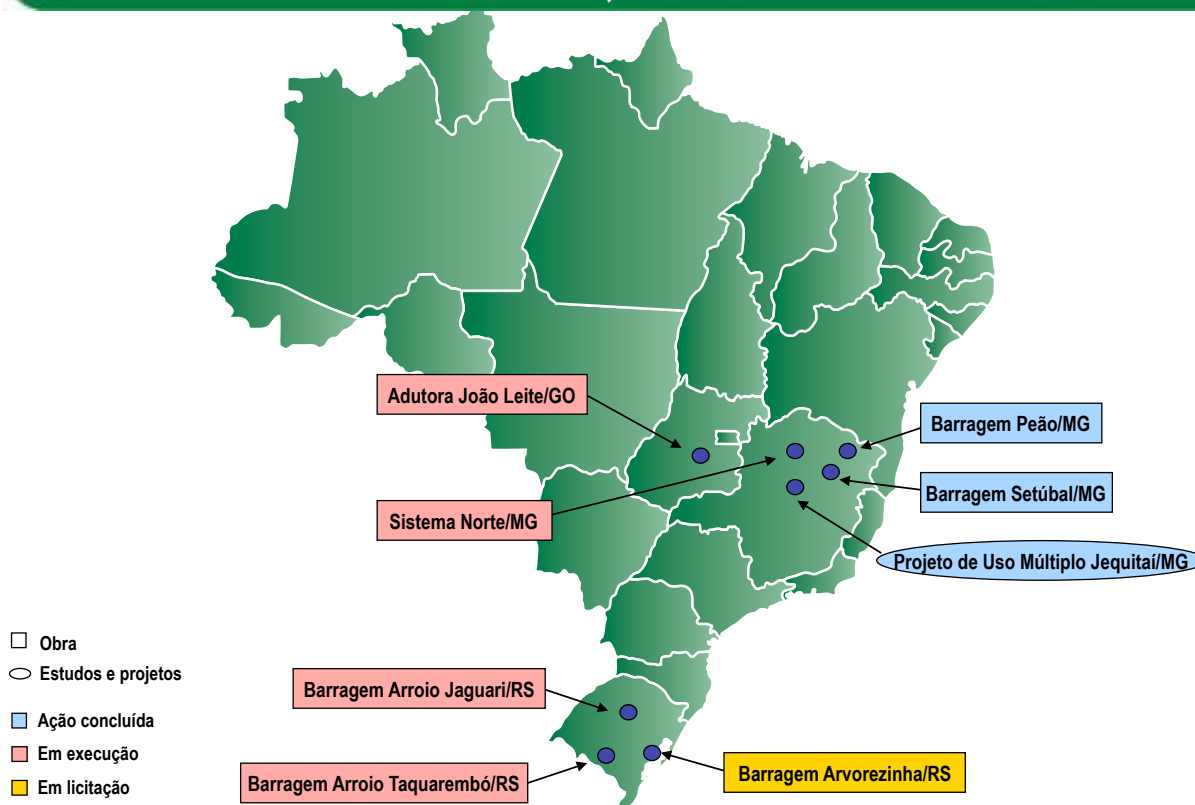 Adutora João Leite/GO
Barragem Peão/MG
Barragem Setúbal/MG
Sistema Norte/MG
Projeto de Uso Múltiplo Jequitaí/MG
Obra
Estudos e projetos
Barragem Arroio Jaguari/RS
Ação concluída
Em execução
Barragem Arroio Taquarembó/RS
Barragem Arvorezinha/RS
Em licitação